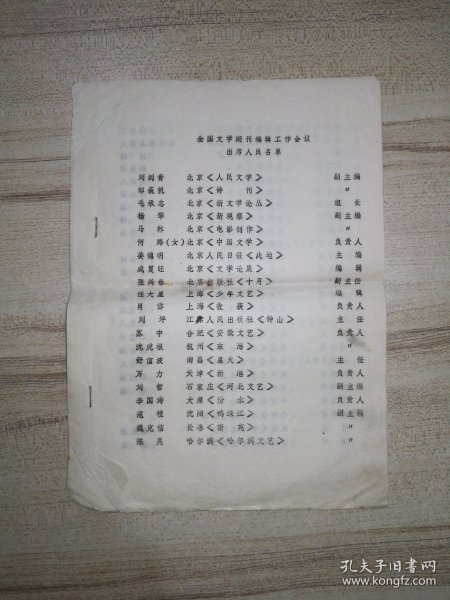 全国文学期刊编辑工作会议
出席人员名单
刘剑青 北京《人民文学》 副主编
邹荻帆 北京《诗 刊》 〃
毛承志 北京《新文学论丛》 组 长
杨 犁 北京《新观察》 副主编
马 林 北京《电影创作》 〃
何 路(女) 北京《中国文学》 负责人
姜德明 北京人民日报《战地》 主 编
成复旺 北京《文学论集》 编 辑
张兴春 北京出版社《十月》 副主任
任大星 上海《少年文艺》 编 辑
肖 岱 上海《收 获》 负责人
刘 坪 江苏人民出版社《钟山》 主 任
苏 中 合肥《安徽文艺》 负责人
沈虎根 杭州《东 海》 〃
舒信波 南昌《星火》 主 任
万 力 天津《新 港》 负责人
刘 哲 石家庄《河北文艺》 副主编
李国涛 太原《汾 水》 负责人
范 程 沈阳《鸭绿江》 副主编
魏克信 长春《新 苑》 〃
陈 昊 哈尔滨《哈尔滨文艺》 〃
孔夫子旧书网
www.kongfz.com